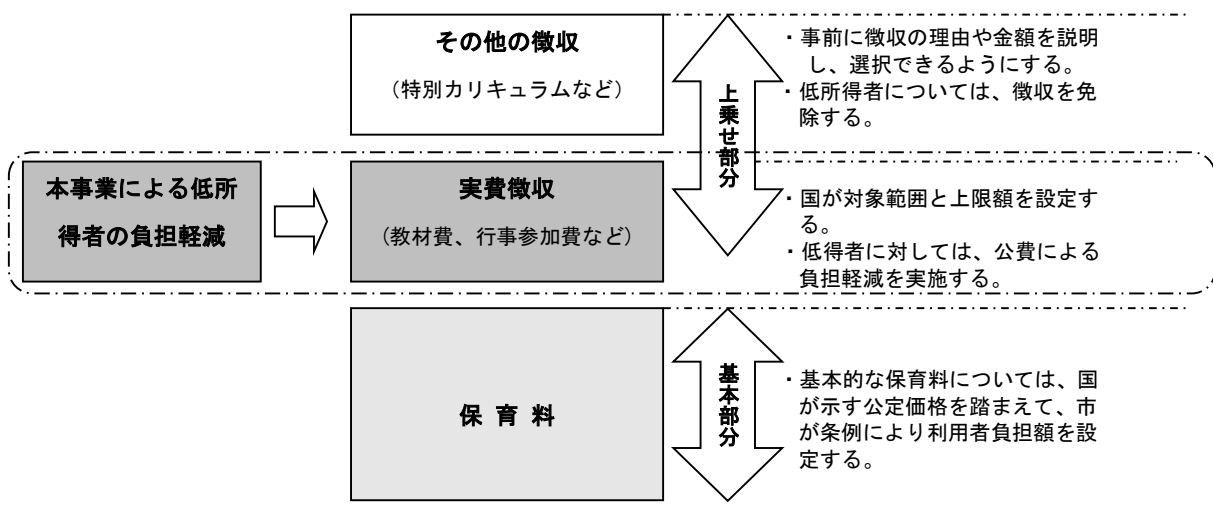 その他の徴収
（特別カリキュラムなど）
上乗せ部分
・事前に徴収の理由や金額を説明
し、選択できるようにする。
・低所得者については、徴収を免
除する。
本事業による低所
得者の負担軽減
実費徴収
（教材費、行事参加費など）
・国が対象範囲と上限額を設定す
る。
・低得者に対しては、公費による
負担軽減を実施する。
保 育 料
基本部分
・基本的な保育料については、国
が示す公定価格を踏まえて、市
が条例により利用者負担額を設
定する。